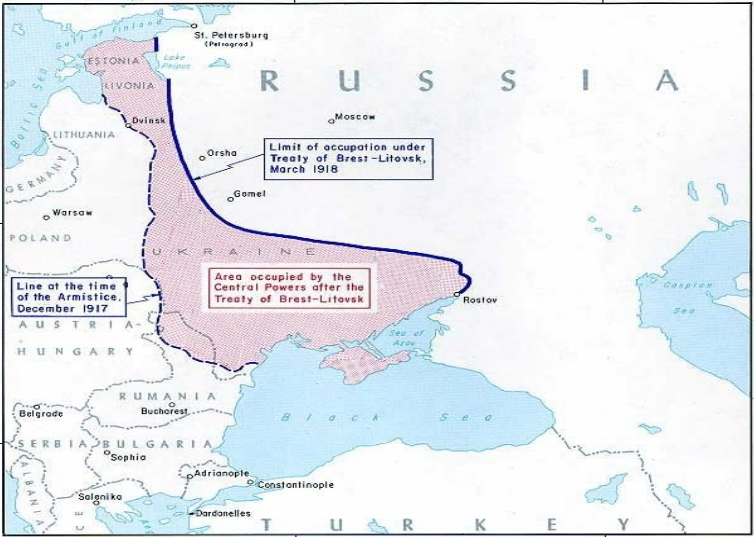 Gulf of Finland
St. Petersburg
(Petrograd)
ESTONIA
Lake
Peipus
RUSSIA
LIVONIA
Baltic Sea
Dvinsk
Moscow
LITHUANIA
Orsha
Limit of occupation under
Treaty of Brest-Litovsk,
March 1918
GERMANY
Gomel
Warsaw
POLAND
UKRAINE
Area occupied by the
Central Powers after the
Treaty of Brest-Litovsk
Line at the time
of the Armistice,
December 1917
Caspian
Sea
Rostov
AUSTRIA-
HUNGARY
Sea of
Azov
RUMANIA
Belgrade
Bucharest
Black Sea
SERBIA
BULGARIA
Sophia
Adrianople
Constantinople
ALBANIA
Salonika
Dardanelles
TURKEY